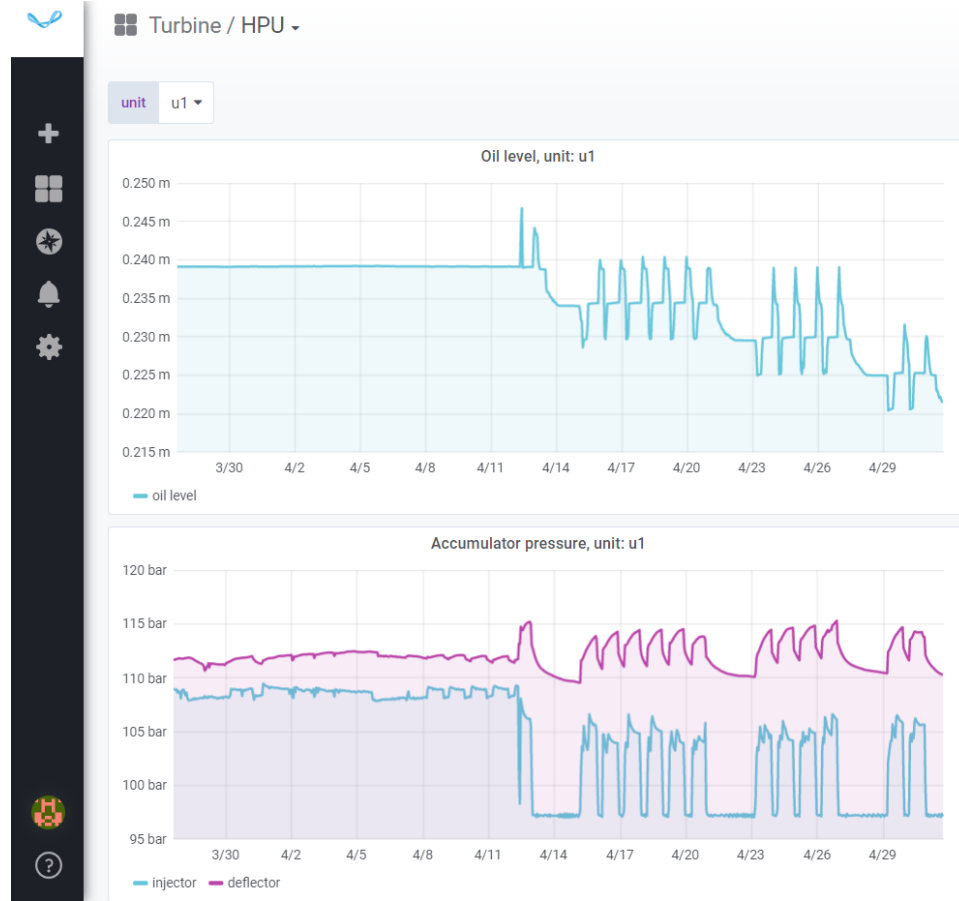 Turbine / HPU
unit u1
Oil level, unit: u1
0.250 m
0.245 m
0.240 m
0.235 m
0.230 m
0.225 m
0.220 m
0.215 m
3/30 4/2 4/5 4/8 4/11 4/14 4/17 4/20 4/23 4/26 4/29
oil level
Accumulator pressure, unit: u1
120 bar
115 bar
110 bar
105 bar
100 bar
95 bar
3/30 4/2 4/5 4/8 4/11 4/14 4/17 4/20 4/23 4/26 4/29
injector deflector
?